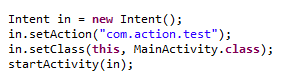 Intent in = new Intent();
in.setAction("com.action.test");
in.setClass(this, MainActivity.class);
startActivity(in);